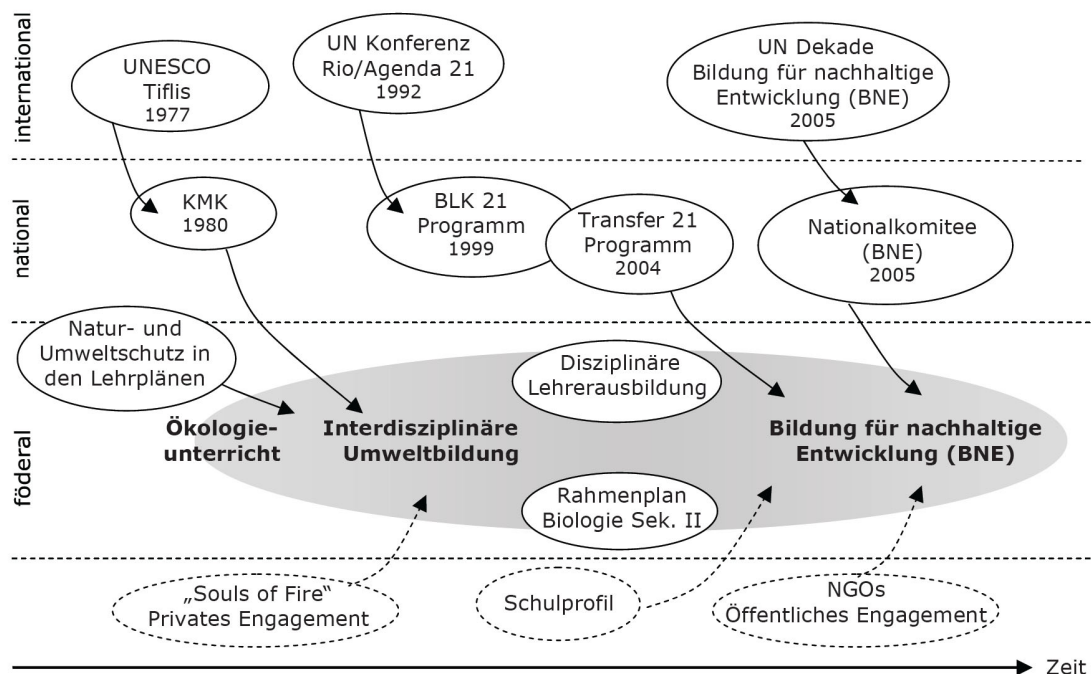 international
UNESCO
Tiflis
1977
UN Konferenz
Rio/Agenda 21
1992
UN Dekade
Bildung für nachhaltige
Entwicklung (BNE)
2005
national
KMK
1980
BLK 21
Programm
1999
Transfer 21
Programm
2004
Nationalkomitee
(BNE)
2005
föderal
Natur- und
Umweltschutz in
den Lehrplänen
Disziplinäre
Lehrerausbildung
Ökologie-
unterricht
Interdisziplinäre
Umweltbildung
Bildung für nachhaltige
Entwicklung (BNE)
Rahmenplan
Biologie Sek. II
„Souls of Fire“
Privates Engagement
Schulprofil
NGOs
Öffentliches Engagement
Zeit